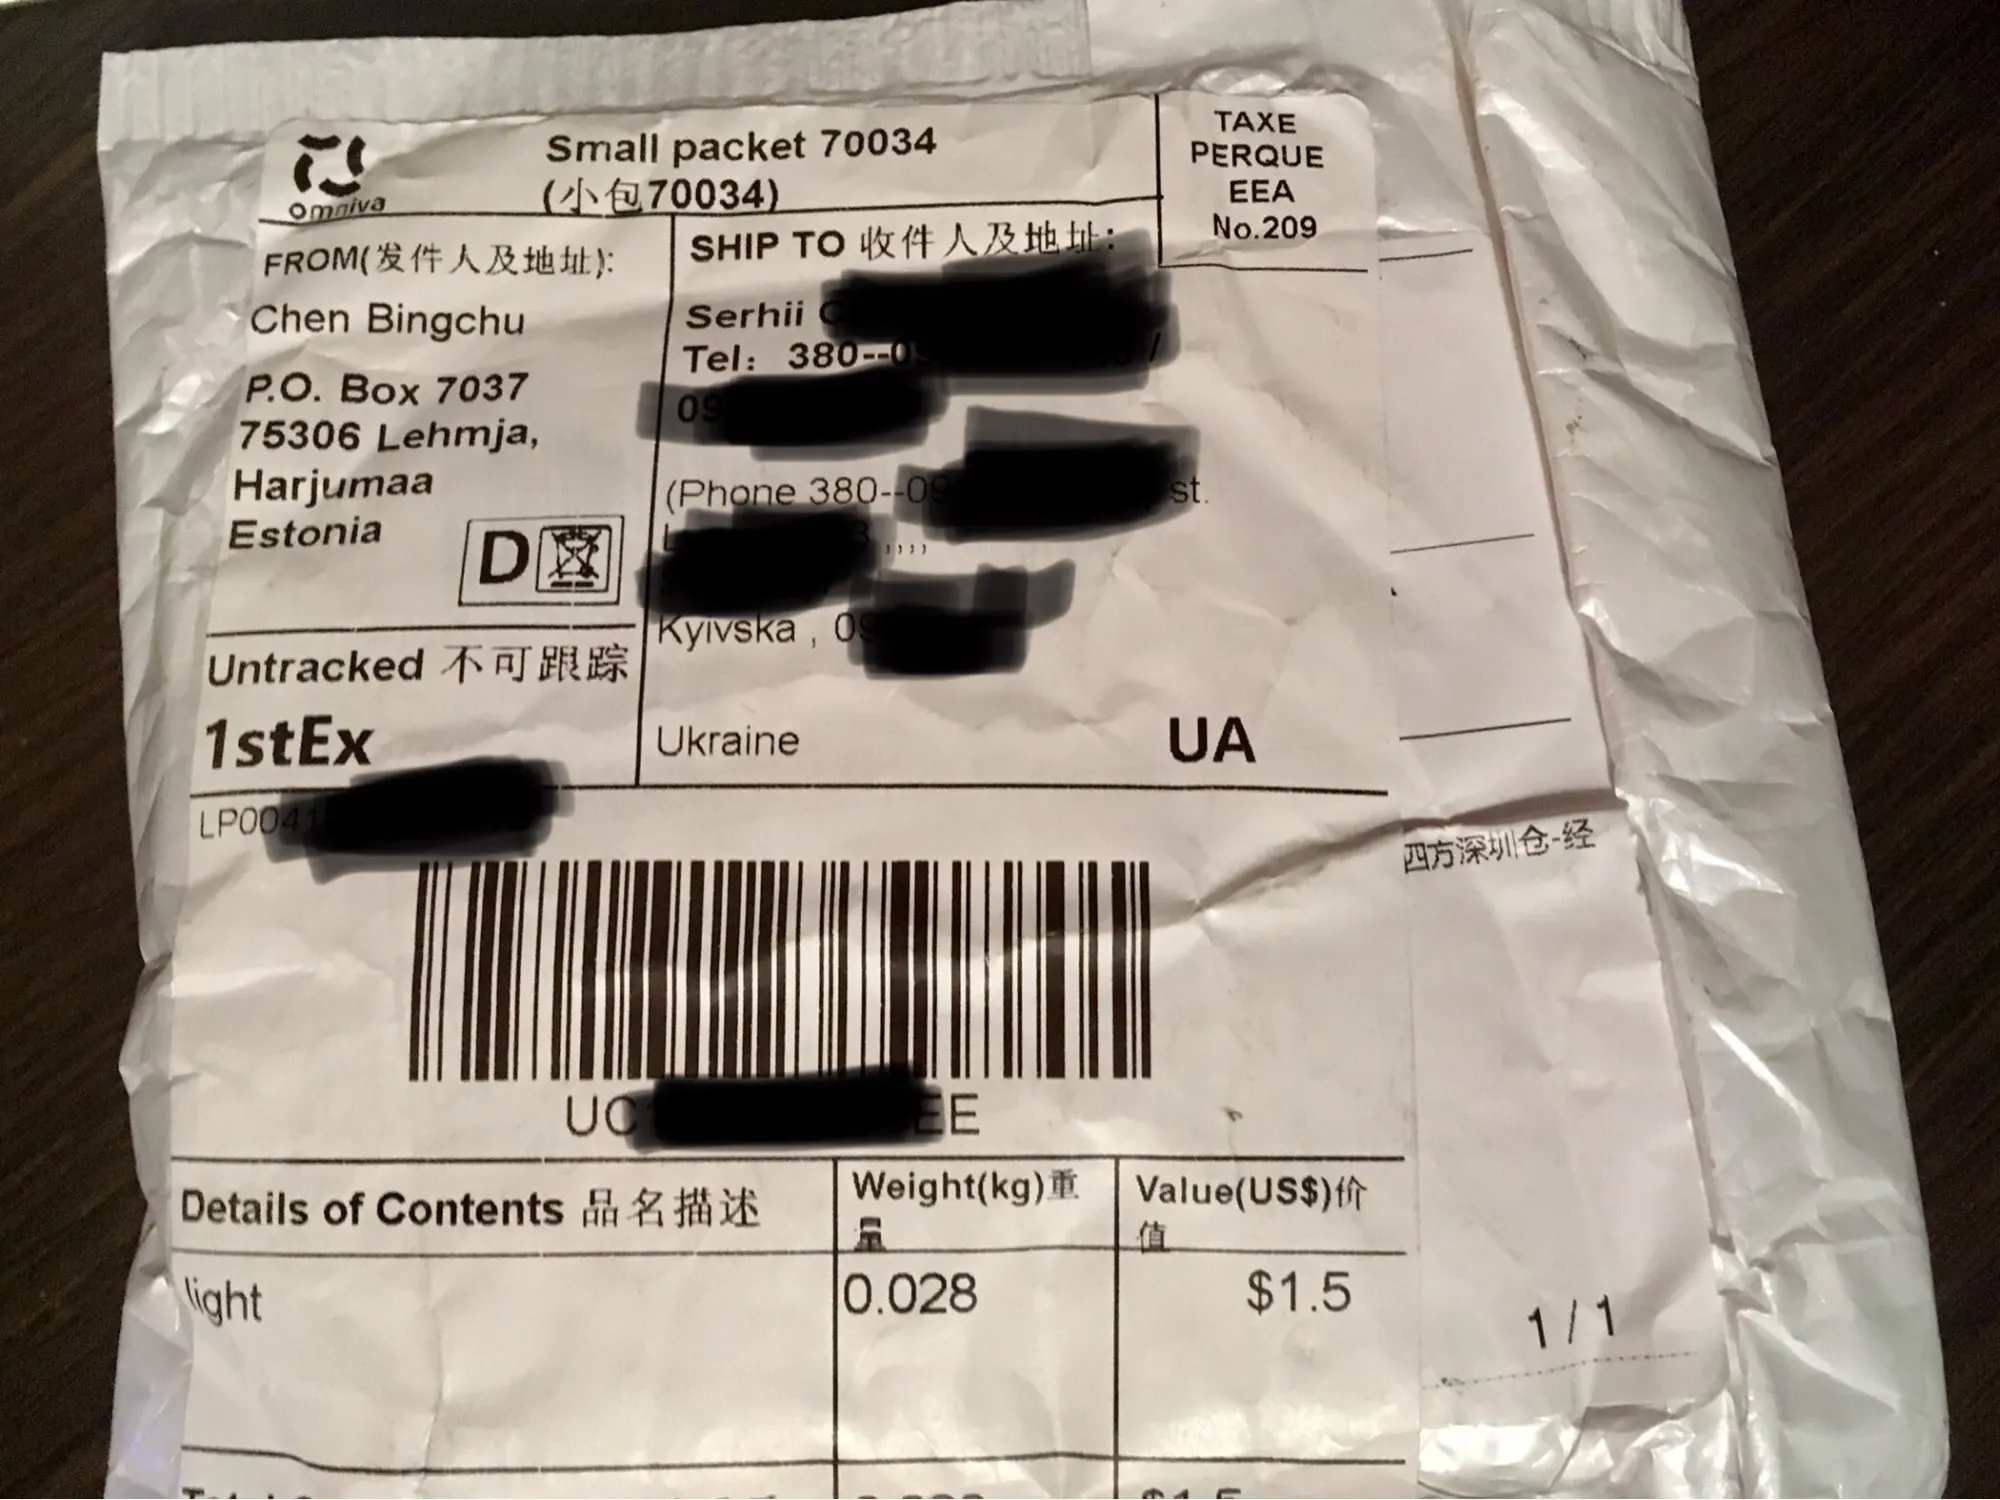 omniva
Small packet 70034
(小包70034)
TAXE
PERQUE
EEA
No.209
FROM(发件人及地址):
Chen Bingchu
P.O. Box 7037
75306 Lehmja,
Harjumaa
Estonia
D
Untracked 不可跟踪
1stEx
SHIP TO 收件人及地址:
Serhii
Tel: 380--0
09
(Phone 380--09 st.
,,,,
Kyivska , 09
Ukraine UA
LP0041
UC EE
四方深圳仓-经
Details of Contents 品名描述
Weight(kg)重
量
Value(US$)价
值
light 0.028 $1.5
1 / 1